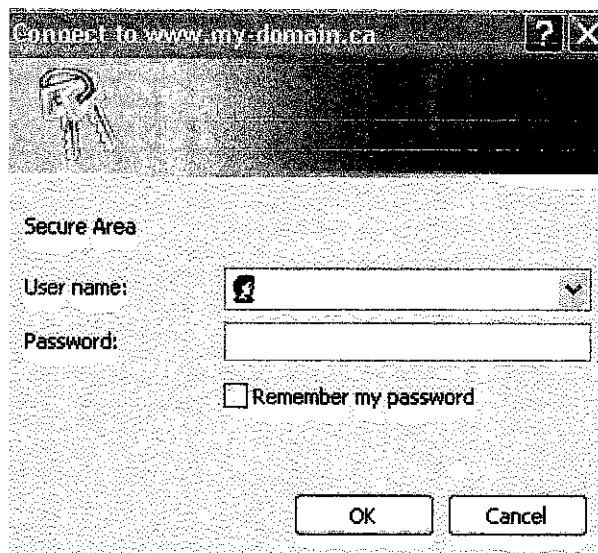 Connect to www.my-domain.ca
Secure Area
User name:
Password:
Remember my password
OK
Cancel